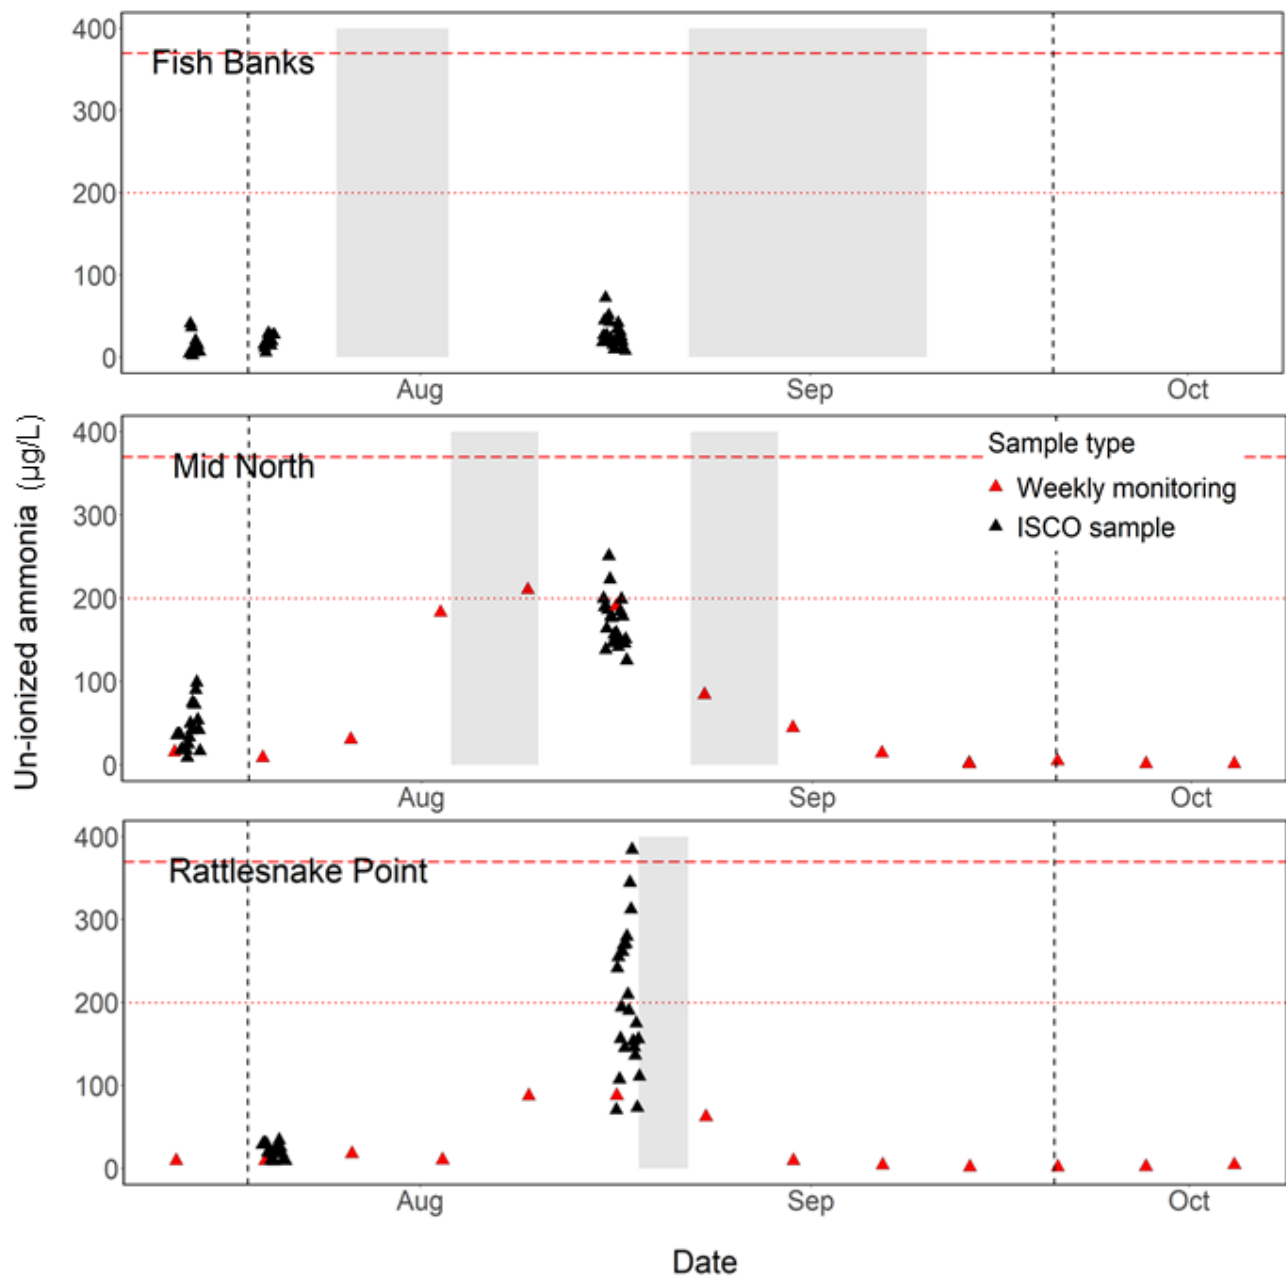 400
Fish Banks
300
200
100
0
Aug
Sep
Oct
Un-ionized ammonia (µg/L)
400
Mid North
300
200
100
0
Sample type
Weekly monitoring
ISCO sample
Aug
Sep
Oct
400
Rattlesnake Point
300
200
100
0
Aug
Sep
Oct
Date